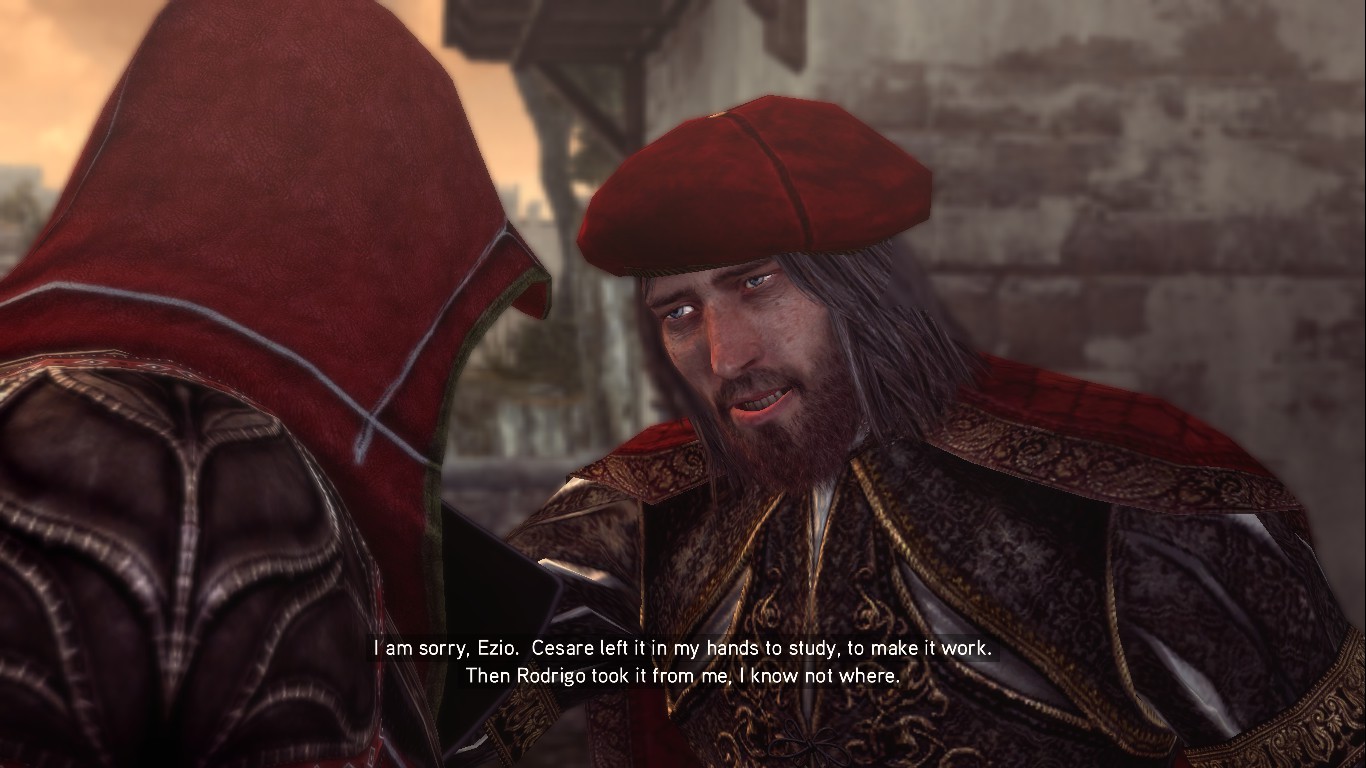 I am sorry, Ezio.  Cesare left it in my hands to study, to make it work.
Then Rodrigo took it from me, I know not where.